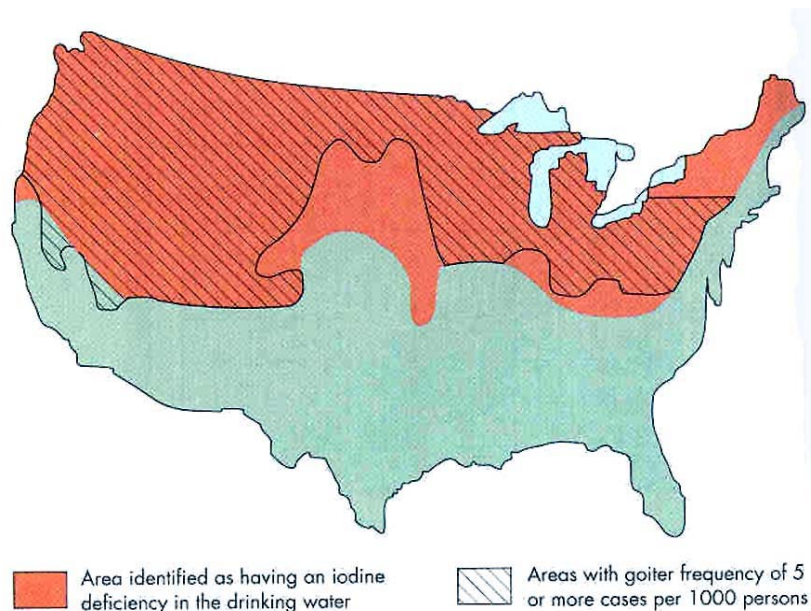 Area identified as having an iodine
deficiency in the drinking water
Areas with goiter frequency of 5
or more cases per 1000 persons